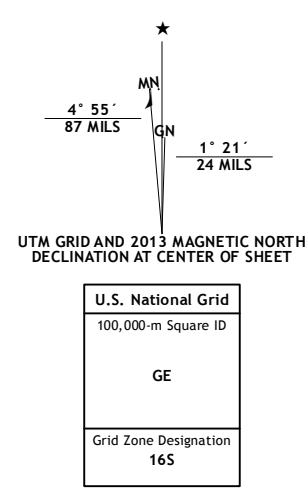 MN
4° 55´
87 MILS
GN
1° 21´
24 MILS
UTM GRID AND 2013 MAGNETIC NORTH
DECLINATION AT CENTER OF SHEET
U.S. National Grid
100,000-m Square ID
GE
Grid Zone Designation
16S